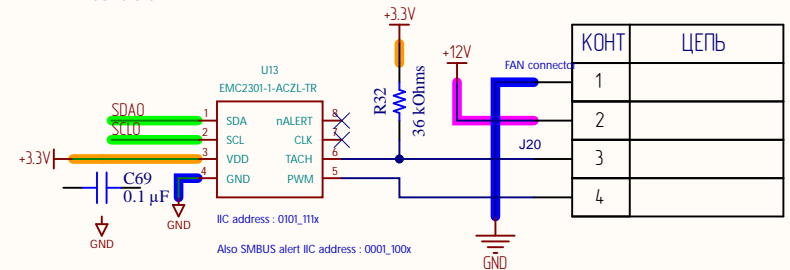 +3.3V
U13
EMC2301-1-ACZL-TR
+12V
FAN connector
КОНТ
ЦЕПЬ
SDA0
SCL0
1
SDA
nALERT
8
2
SCL
CLK
7
+3.3V
3
VDD
TACH
6
4
GND
PWM
5
R32
36 kOhms
J20
1
2
3
4
C69
0.1 µF
GND
GND
GND
IIC address : 0101_111x
Also SMBUS alert IIC address : 0001_100x